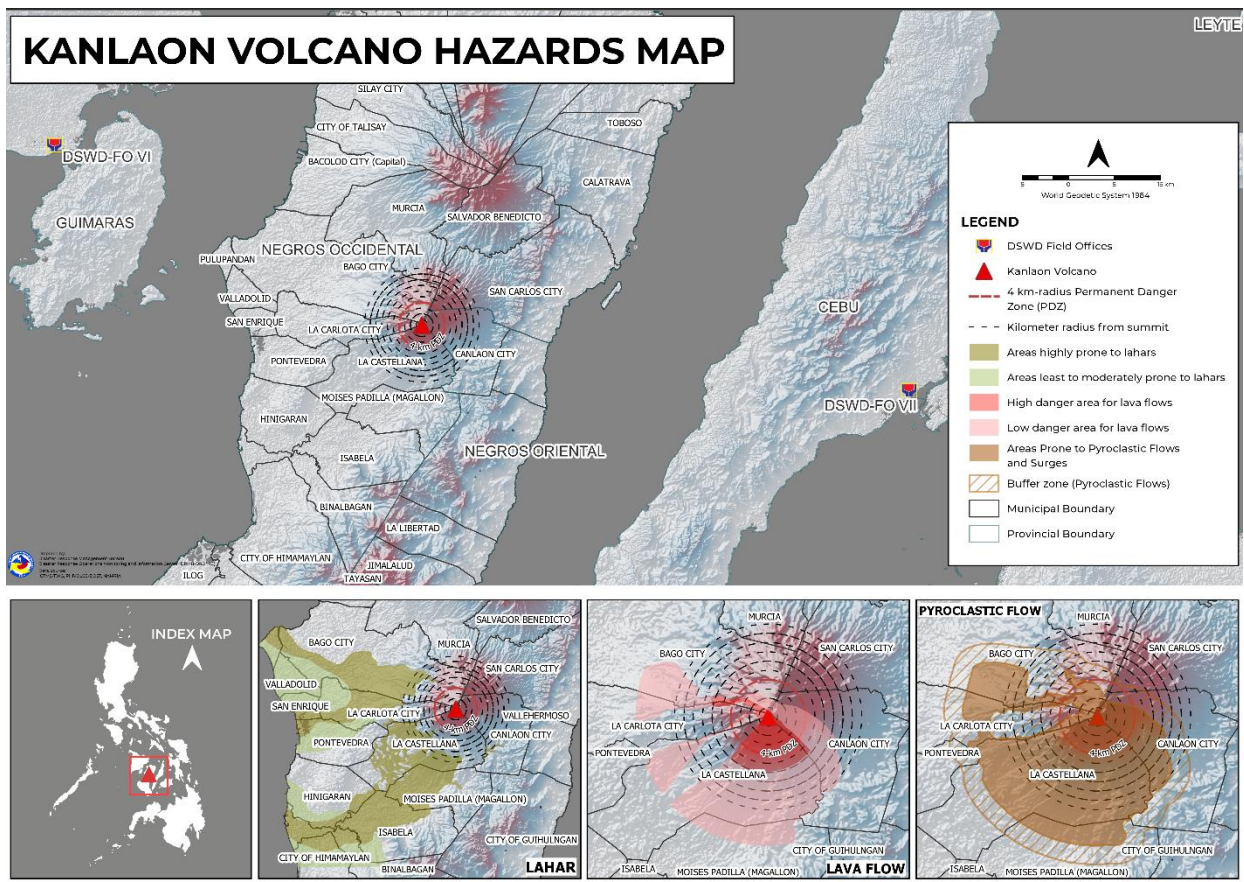 KANLAON VOLCANO HAZARDS MAP
LEYTE
SILAY CITY
CITY OF TALISAY
TOBOSO
DSWD-FO VI
BACOLOD CITY (Capital)
CALATRAVA
GUIMARAS
MURCIA
SALVADOR BENEDICTO
NEGROS OCCIDENTAL
PULUPANDAN
BAGO CITY
SAN CARLOS CITY
VALLADOLID
SAN ENRIQUE
LA CARLOTA CITY
CEBU
4-km PDZ
PONTEVEDRA
LA CASTELLANA
CANLAON CITY
MOISES PADILLA (MAGALLON)
DSWD-FO VII
HINIGARAN
NEGROS ORIENTAL
ISABELA
BINALBAGAN
LA LIBERTAD
CITY OF HIMAMAYLAN
JIMALALUD
ILOG
TAYASAN
5 0 5 15 km
World Geodetic System 1984
LEGEND
DSWD Field Offices
Kanlaon Volcano
4 km-radius Permanent Danger
Zone (PDZ)
Kilometer radius from summit
Areas highly prone to lahars
Areas least to moderately prone to lahars
High danger area for lava flows
Low danger area for lava flows
Areas Prone to Pyroclastic Flows
and Surges
Buffer zone (Pyroclastic Flows)
Municipal Boundary
Provincial Boundary
INDEX MAP
SALVADOR BENEDICTO
BAGO CITY
MURCIA
SAN CARLOS CITY
VALLADOLID
SAN ENRIQUE
LA CARLOTA CITY
4-km PDZ
VALLEHERMOSO
PONTEVEDRA
LA CASTELLANA
CANLAON CITY
HINIGARAN
MOISES PADILLA (MAGALLON)
ISABELA
CITY OF GUIHULNGAN
CITY OF HIMAMAYLAN
BINALBAGAN
LAHAR
MURCIA
BAGO CITY
SAN CARLOS CITY
LA CARLOTA CITY
CANLAON CITY
PONTEVEDRA
4-km PDZ
LA CASTELLANA
CITY OF GUIHULNGAN
ISABELA
MOISES PADILLA (MAGALLON)
LAVA FLOW
PYROCLASTIC FLOW
MURCIA
BAGO CITY
SAN CARLOS CITY
LA CARLOTA CITY
CANLAON CITY
PONTEVEDRA
4-km PDZ
LA CASTELLANA
CITY OF GUIHULNGAN
ISABELA
MOISES PADILLA (MAGALLON)